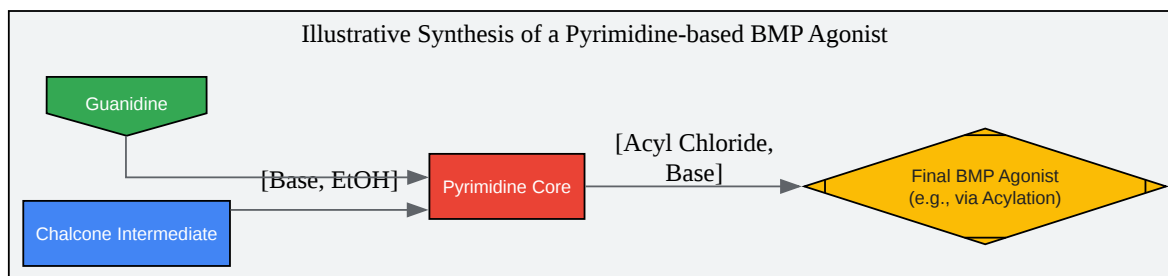 Illustrative Synthesis of a Pyrimidine-based BMP Agonist
Guanidine
[Base, EtOH]
Chalcone Intermediate
Pyrimidine Core
[Acyl Chloride,
Base]
Final BMP Agonist
(e.g., via Acylation)